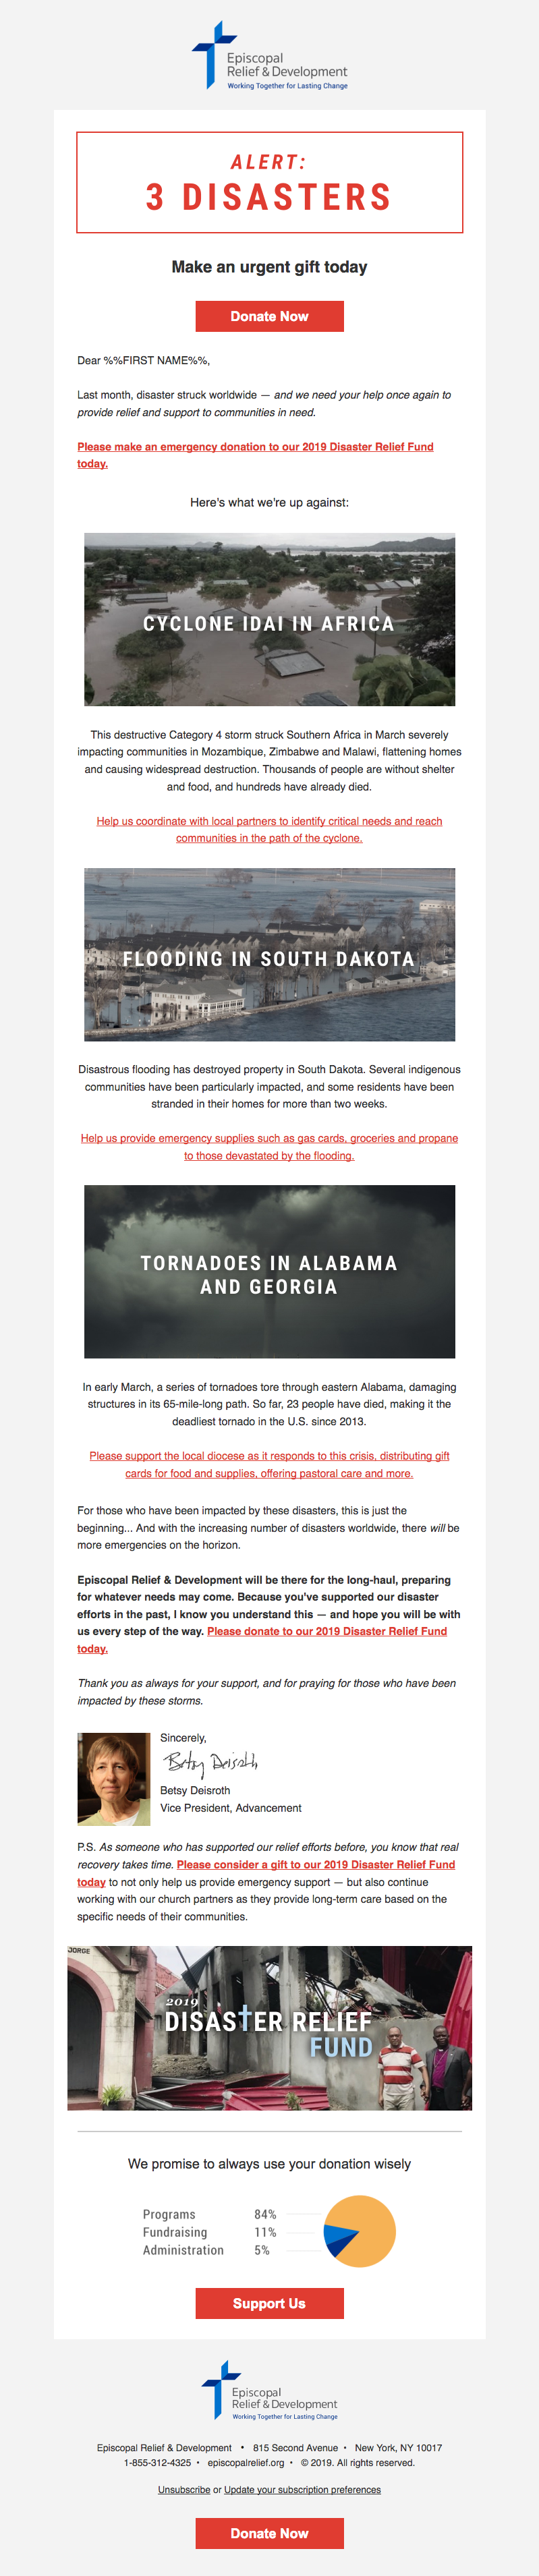 Episcopal
Relief & Development
Working Together for Lasting Change
ALERT:
3 DISASTERS
Make an urgent gift today
Donate Now
Dear %%FIRST NAME%%,
Last month, disaster struck worldwide — and we need your help once again to
provide relief and support to communities in need.
Please make an emergency donation to our 2019 Disaster Relief Fund
today.
Here's what we're up against:
CYCLONE IDAI IN AFRICA
This destructive Category 4 storm struck Southern Africa in March severely
impacting communities in Mozambique, Zimbabwe and Malawi, flattening homes
and causing widespread destruction. Thousands of people are without shelter
and food, and hundreds have already died.
Help us coordinate with local partners to identify critical needs and reach
communities in the path of the cyclone.
FLOODING IN SOUTH DAKOTA
Disastrous flooding has destroyed property in South Dakota. Several indigenous
communities have been particularly impacted, and some residents have been
stranded in their homes for more than two weeks.
Help us provide emergency supplies such as gas cards, groceries and propane
to those devastated by the flooding.
TORNADOES IN ALABAMA
AND GEORGIA
In early March, a series of tornadoes tore through eastern Alabama, damaging
structures in its 65-mile-long path. So far, 23 people have died, making it the
deadliest tornado in the U.S. since 2013.
Please support the local diocese as it responds to this crisis, distributing gift
cards for food and supplies, offering pastoral care and more.
For those who have been impacted by these disasters, this is just the
beginning... And with the increasing number of disasters worldwide, there will be
more emergencies on the horizon.
Episcopal Relief & Development will be there for the long-haul, preparing
for whatever needs may come. Because you've supported our disaster
efforts in the past, I know you understand this — and hope you will be with
us every step of the way. Please donate to our 2019 Disaster Relief Fund
today.
Thank you as always for your support, and for praying for those who have been
impacted by these storms.
Sincerely,
Betsy Deisroth
Betsy Deisroth
Vice President, Advancement
P.S. As someone who has supported our relief efforts before, you know that real
recovery takes time. Please consider a gift to our 2019 Disaster Relief Fund
today to not only help us provide emergency support — but also continue
working with our church partners as they provide long-term care based on the
specific needs of their communities.
JORGE
2019
DISASTER RELIEF
FUND
We promise to always use your donation wisely
Programs 84%
Fundraising 11%
Administration 5%
Support Us
Episcopal
Relief & Development
Working Together for Lasting Change
Episcopal Relief & Development • 815 Second Avenue • New York, NY 10017
1-855-312-4325 • episcopalrelief.org • © 2019. All rights reserved.
Unsubscribe or Update your subscription preferences
Donate Now